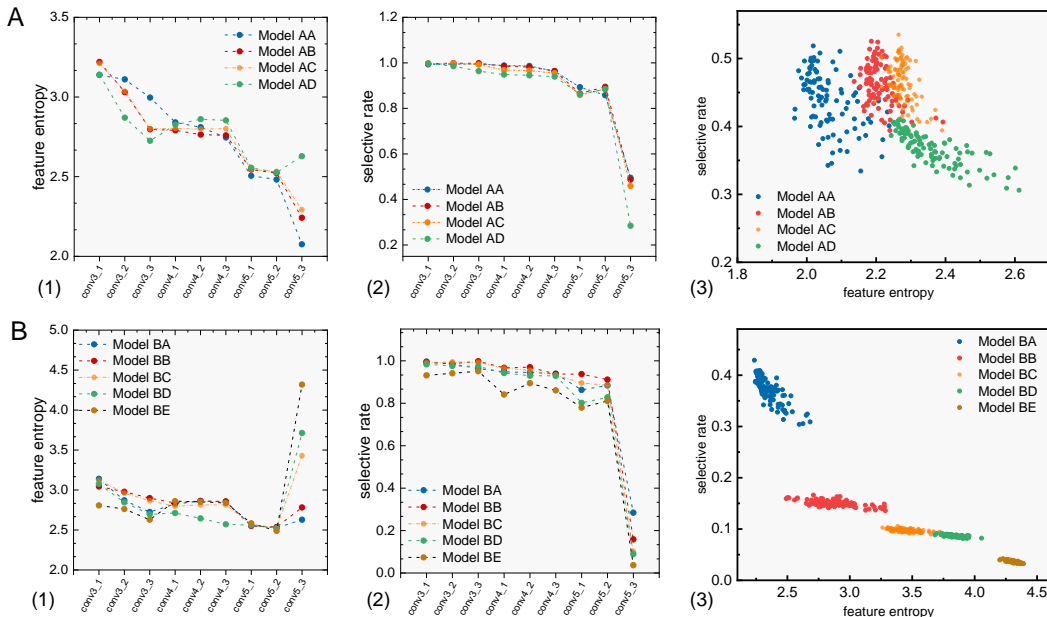 A
feature entropy
3.5
3.0
2.5
2.0
Model AA
Model AB
Model AC
Model AD
conv3_1
conv3_2
conv3_3
conv4_1
conv4_2
conv4_3
conv5_1
conv5_2
conv5_3
(1)
selective rate
1.2
1.0
0.8
0.6
0.4
0.2
Model AA
Model AB
Model AC
Model AD
conv3_1
conv3_2
conv3_3
conv4_1
conv4_2
conv4_3
conv5_1
conv5_2
conv5_3
(2)
selective rate
0.5
0.4
0.3
0.2
Model AA
Model AB
Model AC
Model AD
1.8
2.0
2.2
2.4
2.6
feature entropy
(3)
B
feature entropy
5.0
4.5
4.0
3.5
3.0
2.5
2.0
Model BA
Model BB
Model BC
Model BD
Model BE
conv3_1
conv3_2
conv3_3
conv4_1
conv4_2
conv4_3
conv5_1
conv5_2
conv5_3
(1)
selective rate
1.0
0.8
0.6
0.4
0.2
0.0
Model BA
Model BB
Model BC
Model BD
Model BE
conv3_1
conv3_2
conv3_3
conv4_1
conv4_2
conv4_3
conv5_1
conv5_2
conv5_3
(2)
selective rate
0.4
0.3
0.2
0.1
0.0
Model BA
Model BB
Model BC
Model BD
Model BE
2.5
3.0
3.5
4.0
4.5
feature entropy
(3)